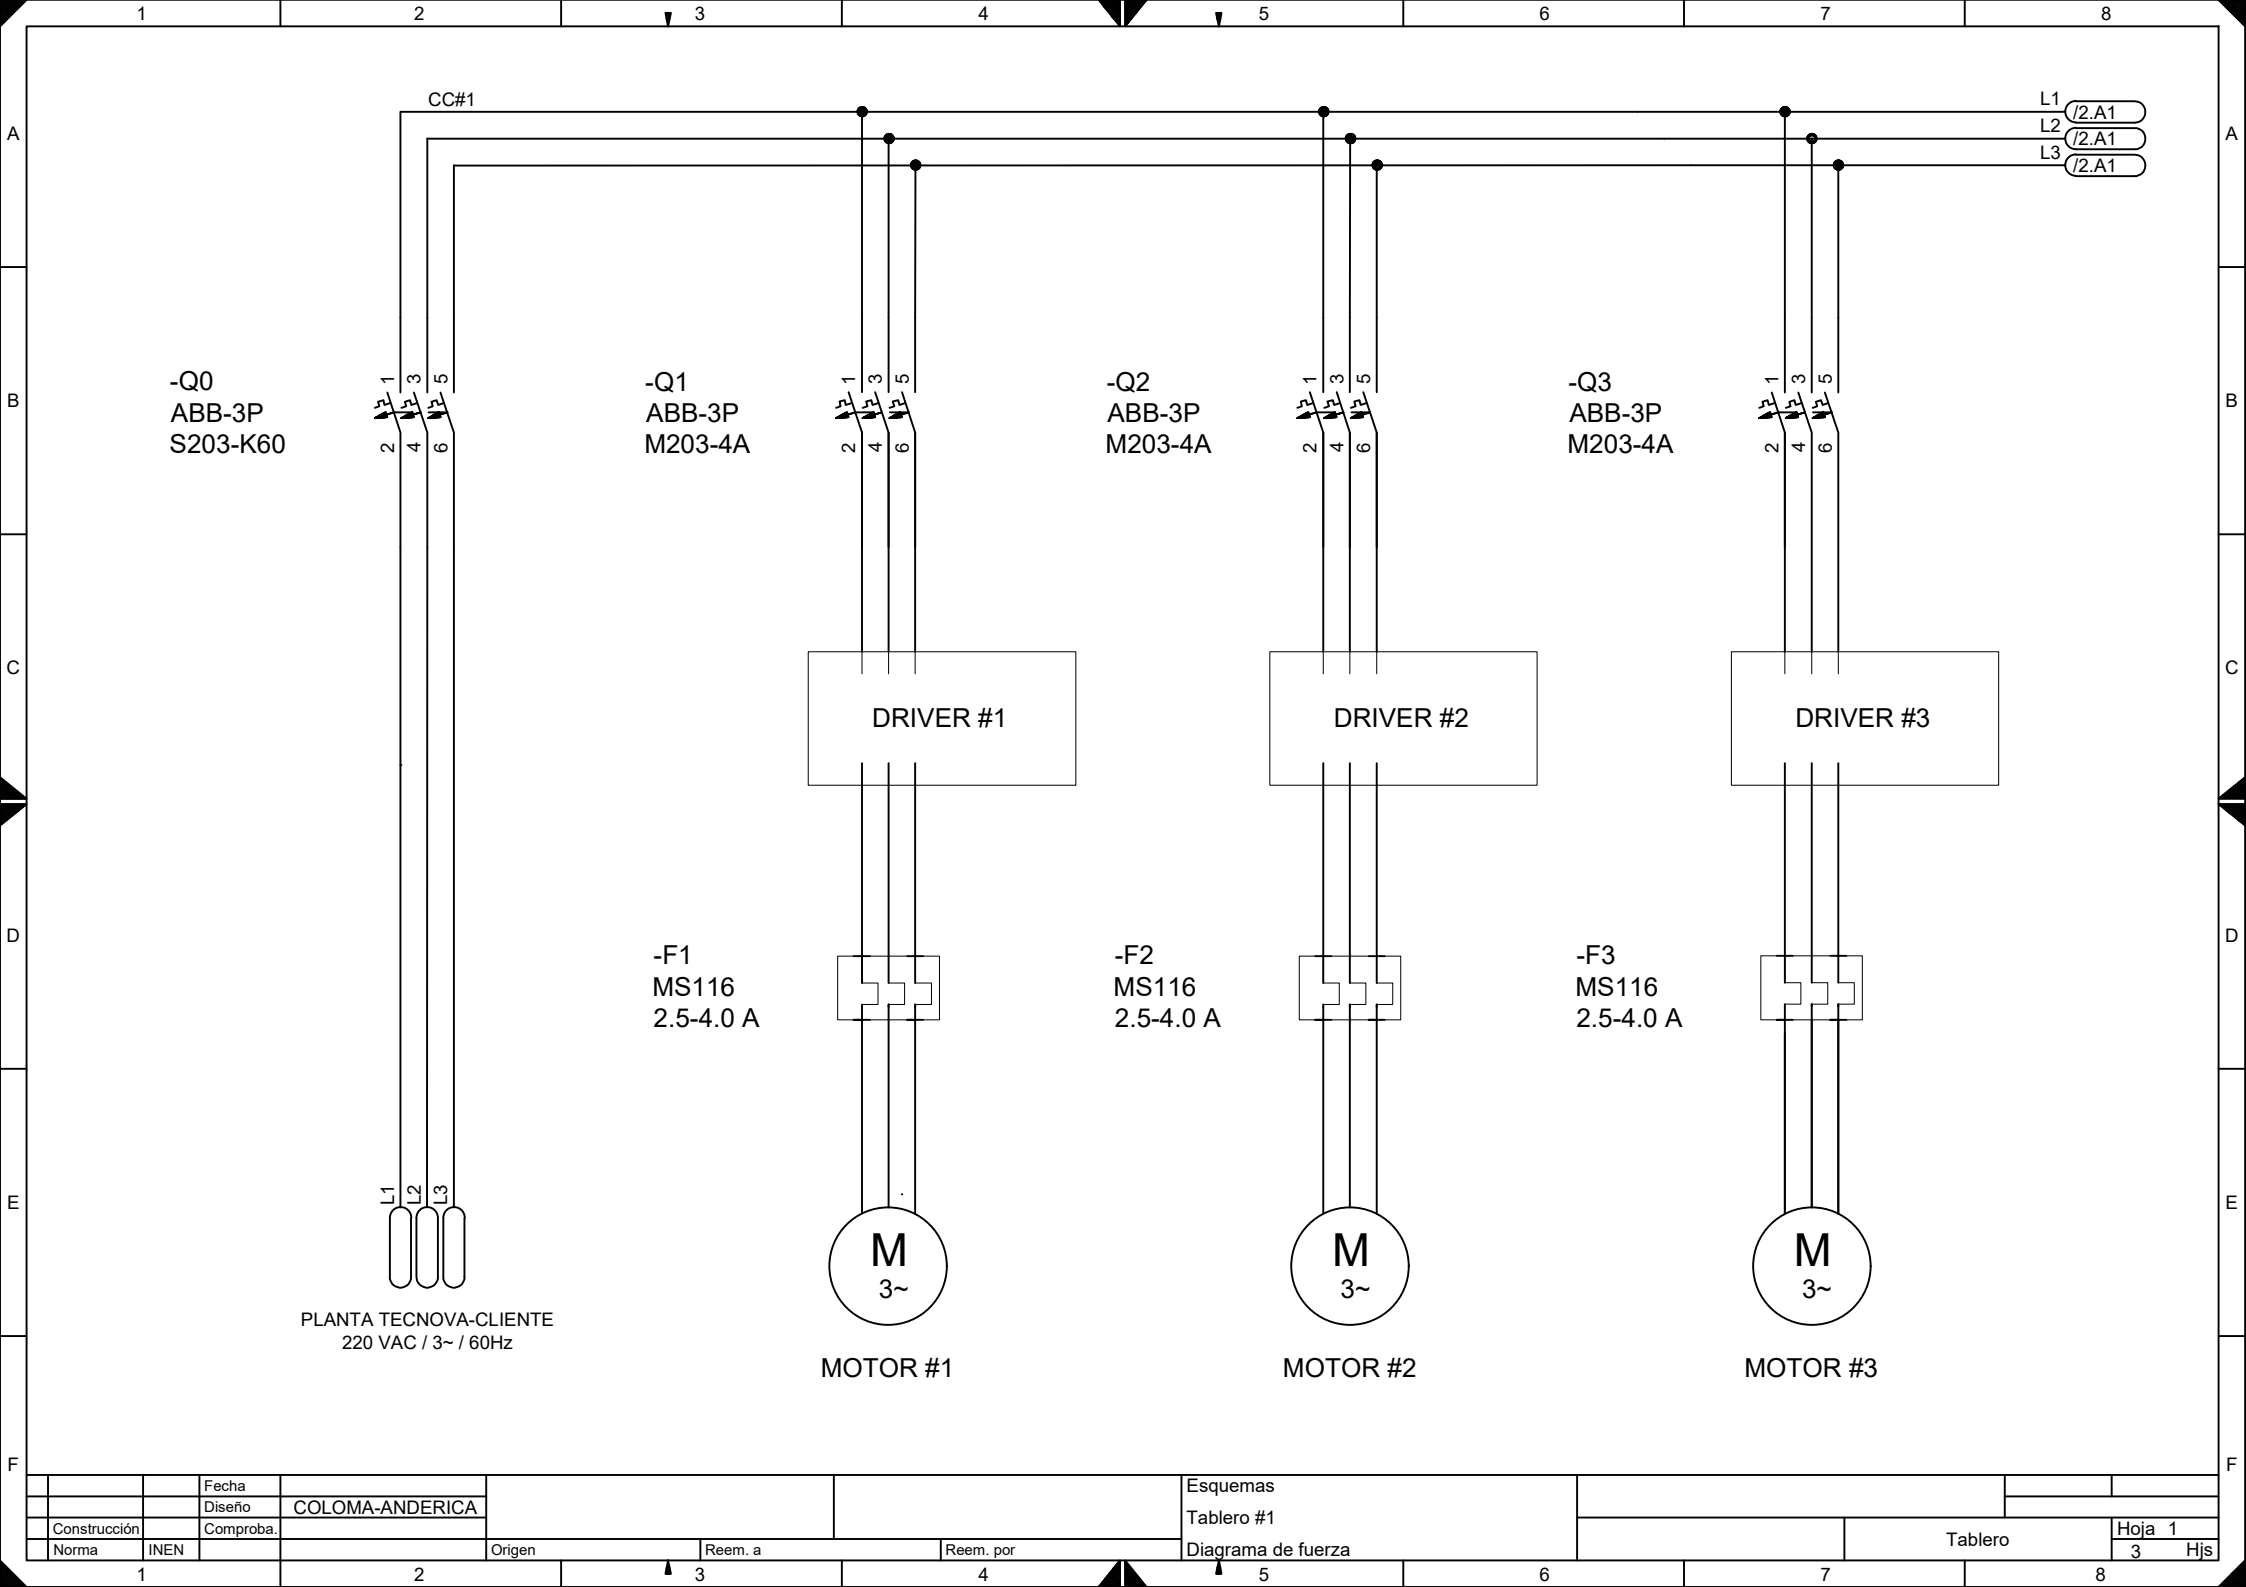 1 2 3 4 5 6 7 8
CC#1
L1
/2.A1
L2
/2.A1
L3
/2.A1
A A
-Q0
ABB-3P
S203-K60
1 3 5
2 4 6
-Q1
ABB-3P
M203-4A
1 3 5
2 4 6
-Q2
ABB-3P
M203-4A
1 3 5
2 4 6
-Q3
ABB-3P
M203-4A
1 3 5
2 4 6
B B
C C
DRIVER #1
DRIVER #2
DRIVER #3
D D
-F1
MS116
2.5-4.0 A
-F2
MS116
2.5-4.0 A
-F3
MS116
2.5-4.0 A
E E
L1 L2 L3
PLANTA TECNOVA-CLIENTE
220 VAC / 3~ / 60Hz
M
3~
MOTOR #1
M
3~
MOTOR #2
M
3~
MOTOR #3
F F
Fecha
Diseño COLOMA-ANDERICA
Construcción Comproba.
Norma INEN
Origen Reem. a Reem. por
Esquemas
Tablero #1
Diagrama de fuerza
Tablero
Hoja 1
3 Hjs
1 2 3 4 5 6 7 8